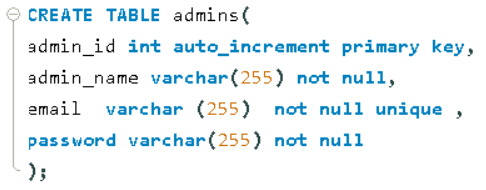 CREATE TABLE admins(
admin_id int auto_increment primary key,
admin_name varchar(255) not null,
email  varchar (255)  not null unique ,
password varchar(255) not null
);